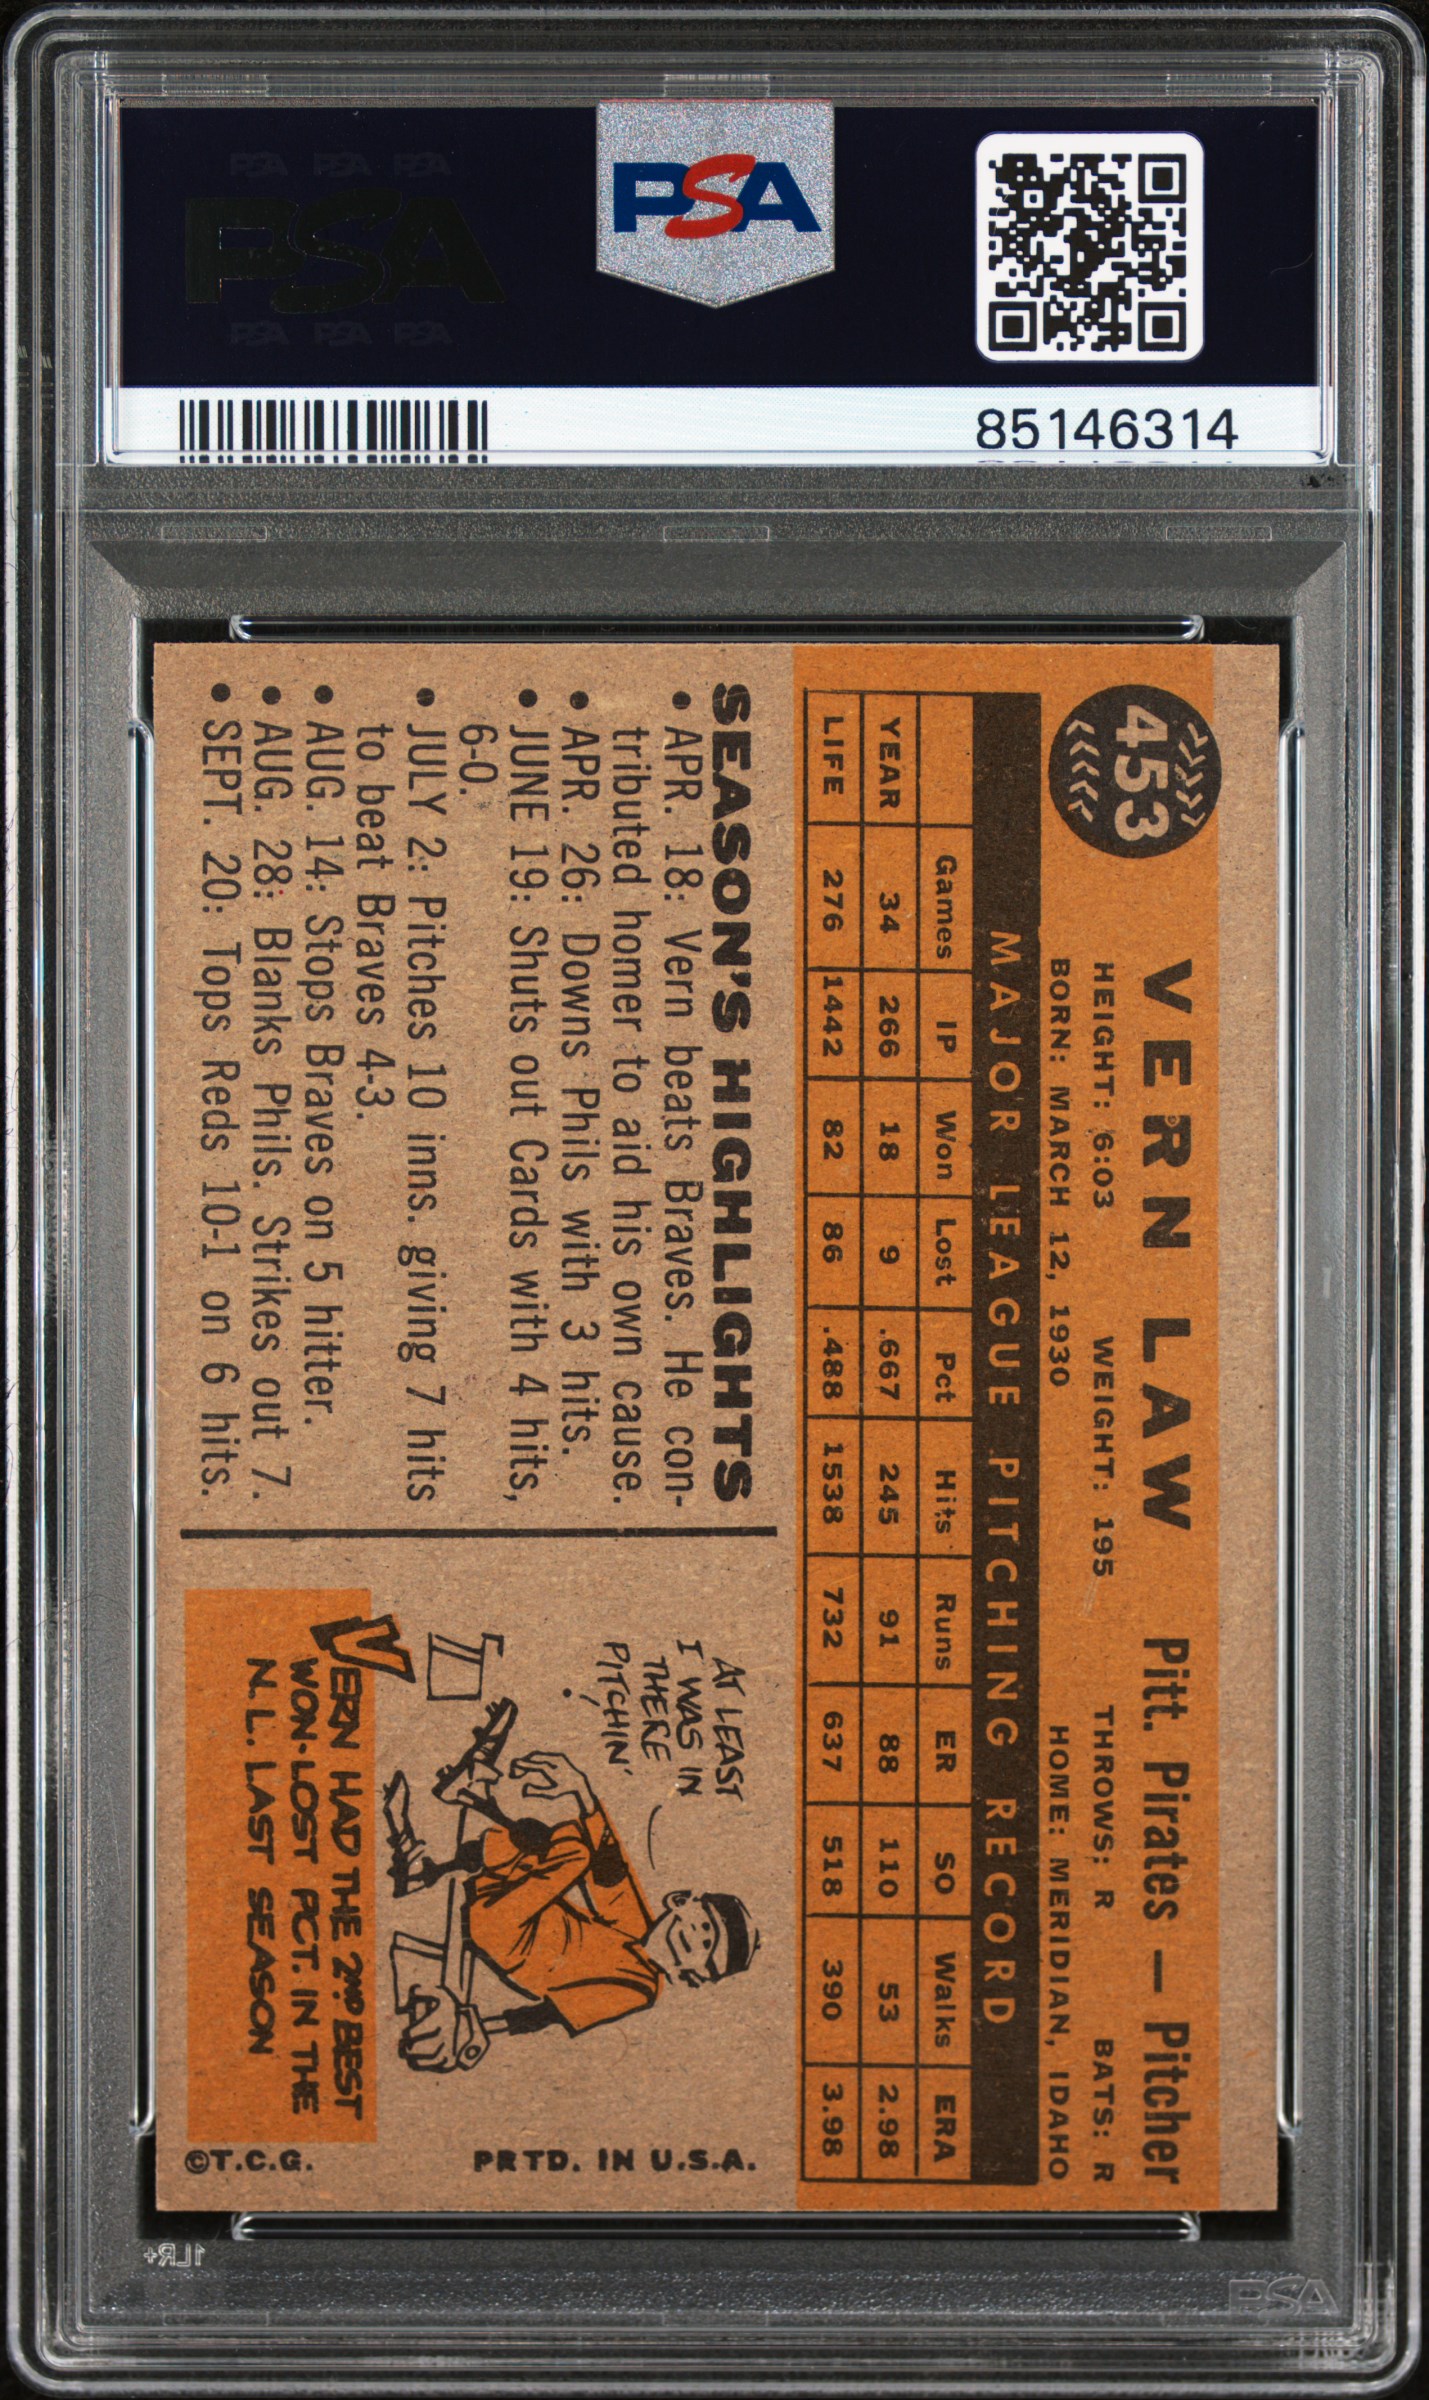 PSA PSA PSA
PSA
PSA PSA PSA
PSA
85146314
453
VERN LAW Pitt. Pirates — Pitcher
HEIGHT: 6:03 WEIGHT: 195 THROWS: R BATS: R
BORN: MARCH 12, 1930 HOME: MERIDIAN, IDAHO
MAJOR LEAGUE PITCHING RECORD
Games IP Won Lost Pct Hits Runs ER SO Walks ERA
YEAR 34 266 18 9 .667 245 91 88 110 53 2.98
LIFE 276 1442 82 86 .488 1538 732 637 518 390 3.98
SEASON'S HIGHLIGHTS
• APR. 18: Vern beats Braves. He con-
tributed homer to aid his own cause.
• APR. 26: Downs Phils with 3 hits.
• JUNE 19: Shuts out Cards with 4 hits,
6-0.
• JULY 2: Pitches 10 inns. giving 7 hits
to beat Braves 4-3.
• AUG. 14: Stops Braves on 5 hitter.
• AUG. 28: Blanks Phils. Strikes out 7.
• SEPT. 20: Tops Reds 10-1 on 6 hits.
AT LEAST
I WAS IN
THERE
PITCHIN'
!
VERN HAD THE 2ND BEST
WON-LOST PCT. IN THE
N.L. LAST SEASON
PRTD. IN U.S.A.
©T.C.G.
1LR+
PSA